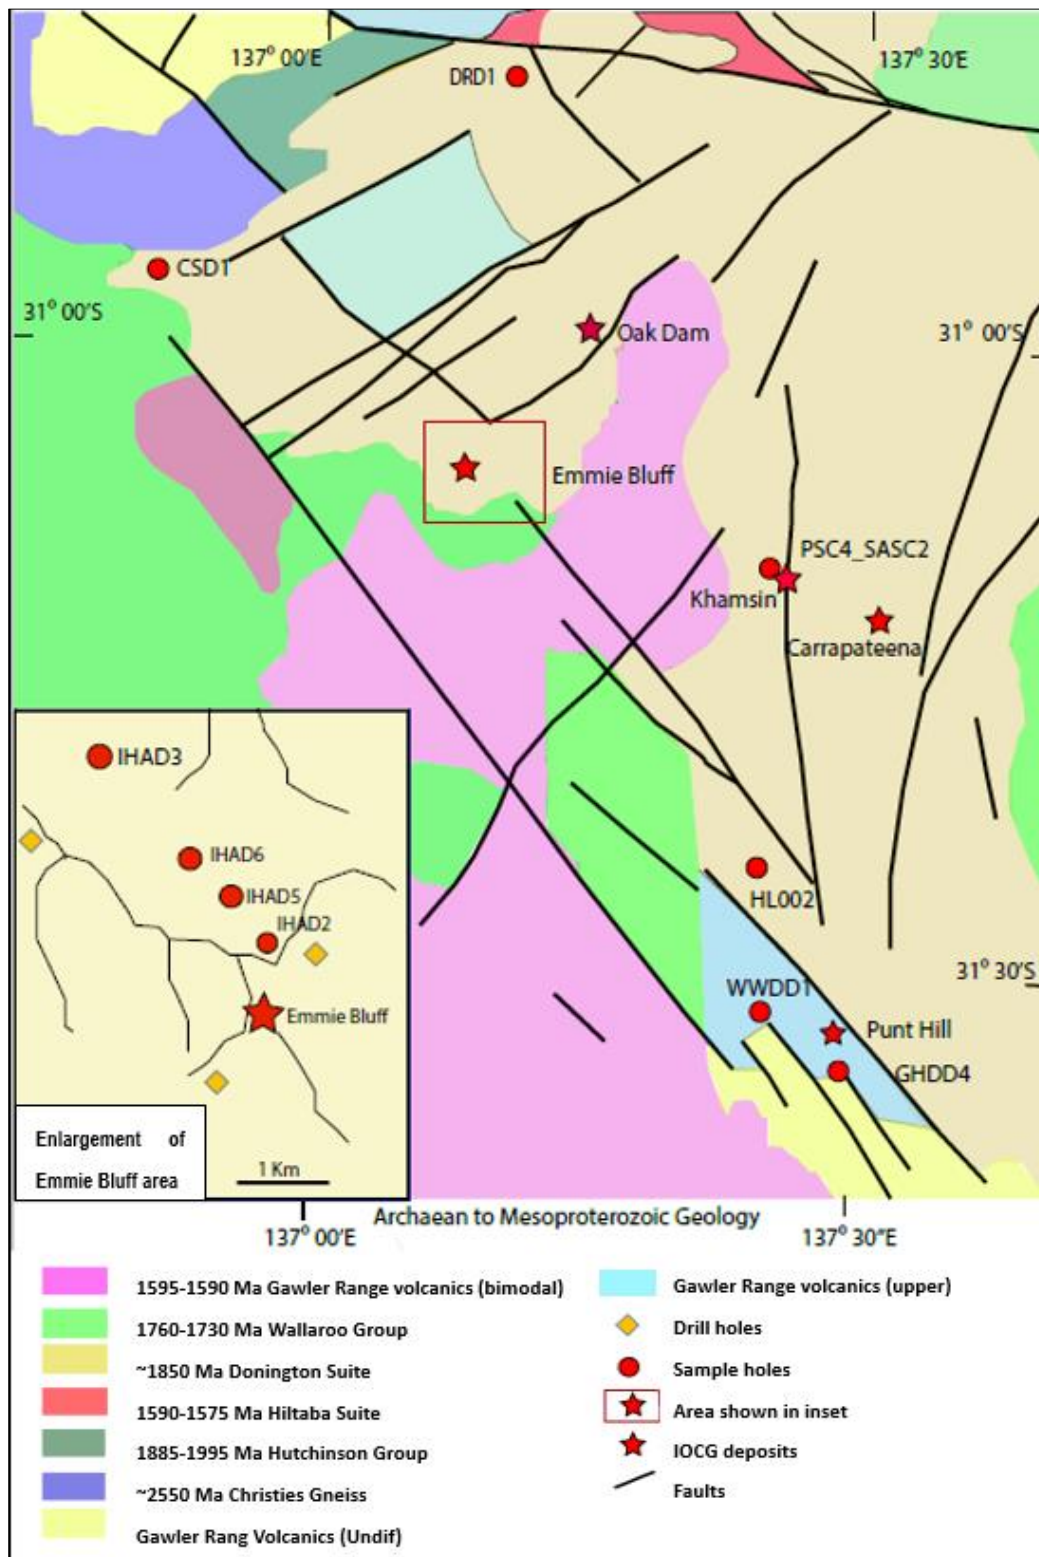 137° 00'E
137° 30'E
DRD1
CSD1
31° 00'S
31° 00'S
Oak Dam
Emmie Bluff
PSC4_SASC2
Khamsin
Carrapateena
IHAD3
IHAD6
IHAD5
IHAD2
Emmie Bluff
HL002
31° 30'S
WWDD1
Punt Hill
GHDD4
Enlargement of
Emmie Bluff area
1 Km
Archaean to Mesoproterozoic Geology
137° 00'E
137° 30"E
1595-1590 Ma Gawler Range volcanics (bimodal)
1760-1730 Ma Wallaroo Group
~1850 Ma Donington Suite
1590-1575 Ma Hiltaba Suite
1885-1995 Ma Hutchinson Group
~2550 Ma Christies Gneiss
Gawler Rang Volcanics (Undif)
Gawler Range volcanics (upper)
Drill holes
Sample holes
Area shown in inset
IOCG deposits
Faults